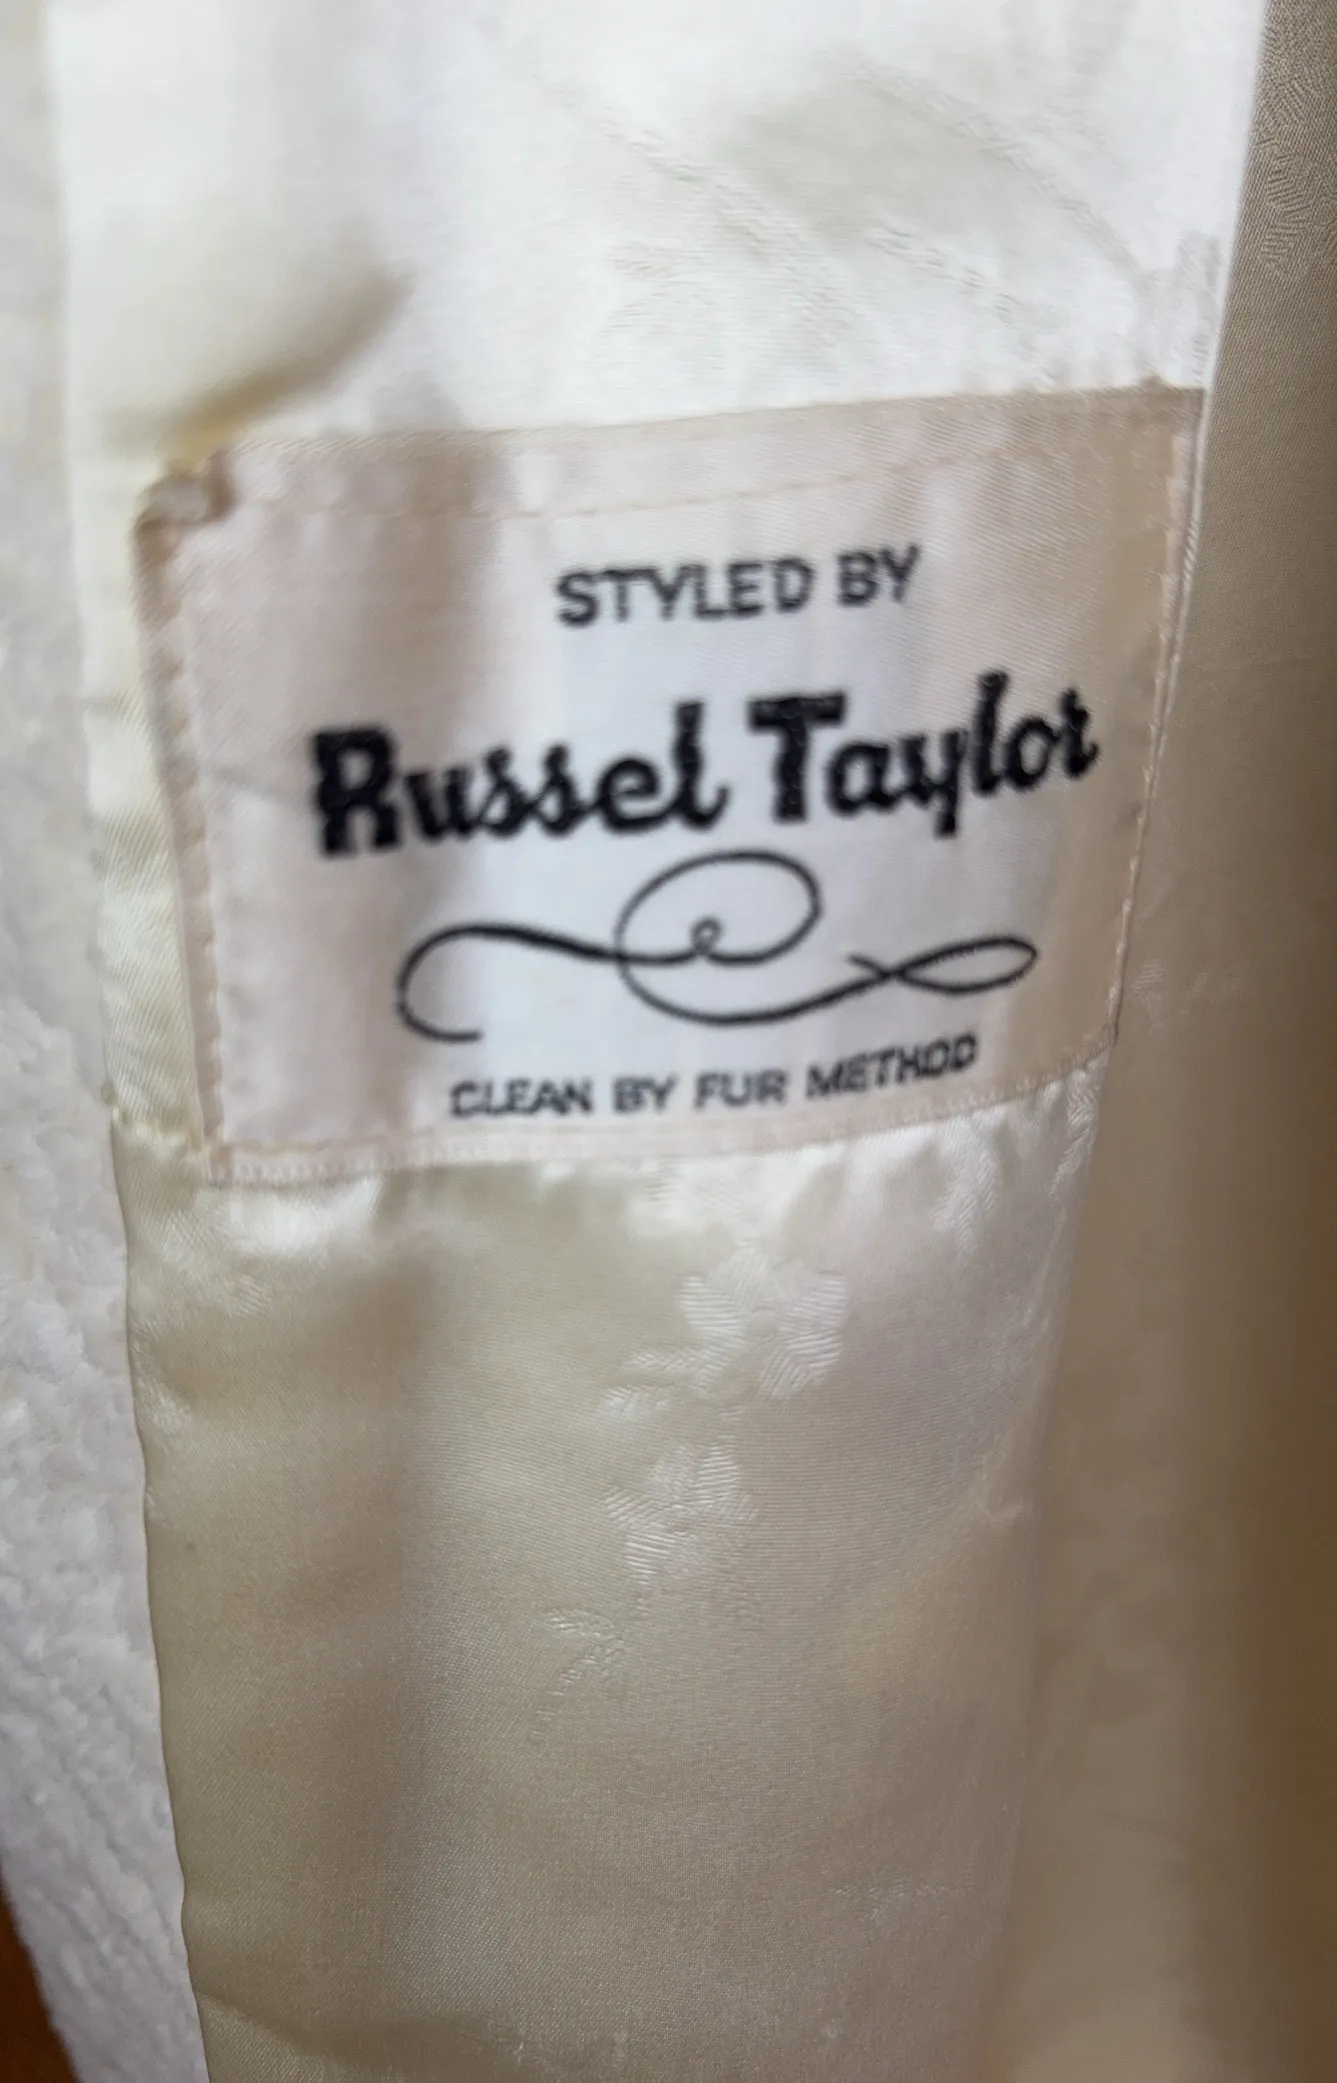 STYLED BY
Russel Taylor
CLEAN BY FUR METHOD